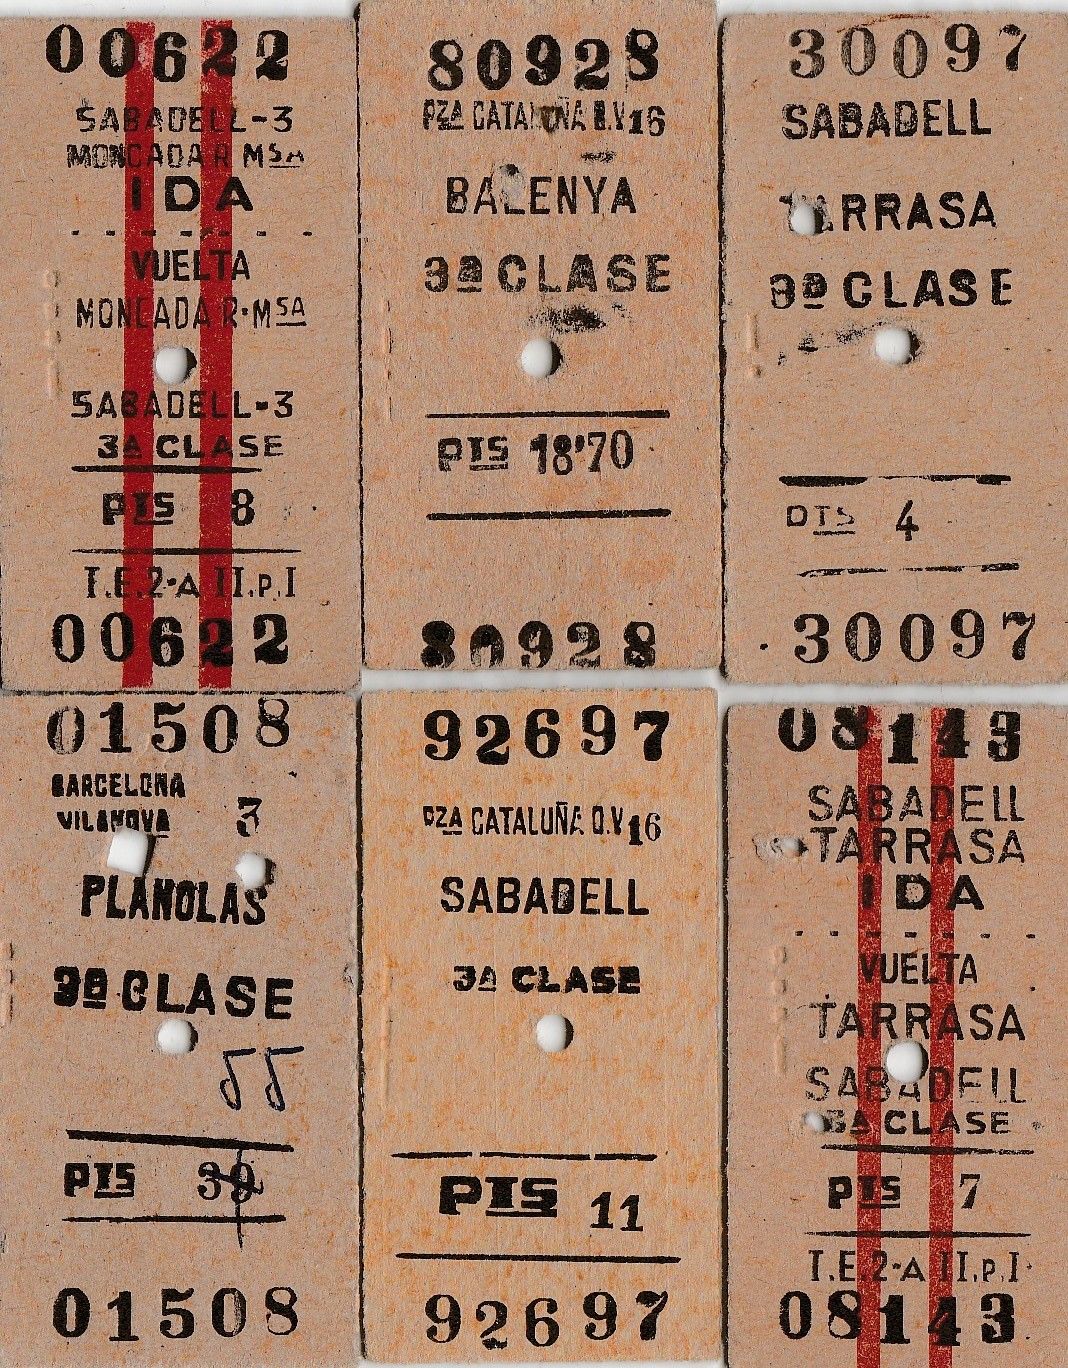 00622
SABADELL-3
MONCADA R MSA
IDA
VUELTA
MONCADA R·MSA
SABADELL-3
3A CLASE
PTS 8
T.E.2·A II.P.I
00622
80928
PZA CATALUÑA O.V 16
BALENYA
3ª CLASE
PTS 18'70
80928
30097
SABADELL
TARRASA
3ª CLASE
PTS 4
30097
01508
BARCELONA
VILANOVA 3
PLANOLAS
3ª CLASE
55
PTS 39
01508
92697
PZA CATALUÑA O.V 16
SABADELL
3A CLASE
PTS 11
92697
08143
SABADELL
TARRASA
IDA
VUELTA
TARRASA
SABADELL
3A CLASE
PTS 7
T.E.2·A II.P.I
08143